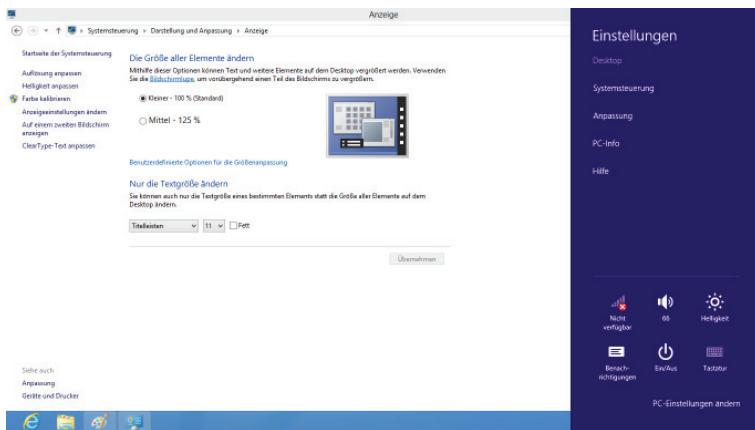 Anzeige
Systemsteuerung › Darstellung und Anpassung › Anzeige
Startseite der Systemsteuerung
Auflösung anpassen
Helligkeit anpassen
Farbe kalibrieren
Anzeigeeinstellungen ändern
Auf einem zweiten Bildschirm
anzeigen
ClearType-Text anpassen
Die Größe aller Elemente ändern
Mithilfe dieser Optionen können Text und weitere Elemente auf dem Desktop vergrößert werden. Verwenden
Sie die Bildschirmlupe, um vorübergehend einen Teil des Bildschirms zu vergrößern.
Kleiner - 100 % (Standard)
Mittel - 125 %
Benutzerdefinierte Optionen für die Größenanpassung
Nur die Textgröße ändern
Sie können auch nur die Textgröße eines bestimmten Elements statt die Größe aller Elemente auf dem
Desktop ändern.
Titelleisten 11 Fett
Übernehmen
Siehe auch
Anpassung
Geräte und Drucker
Einstellungen
Desktop
Systemsteuerung
Anpassung
PC-Info
Hilfe
Nicht
verfügbar
66
Helligkeit
Benach-
richtigungen
Ein/Aus
Tastatur
PC-Einstellungen ändern